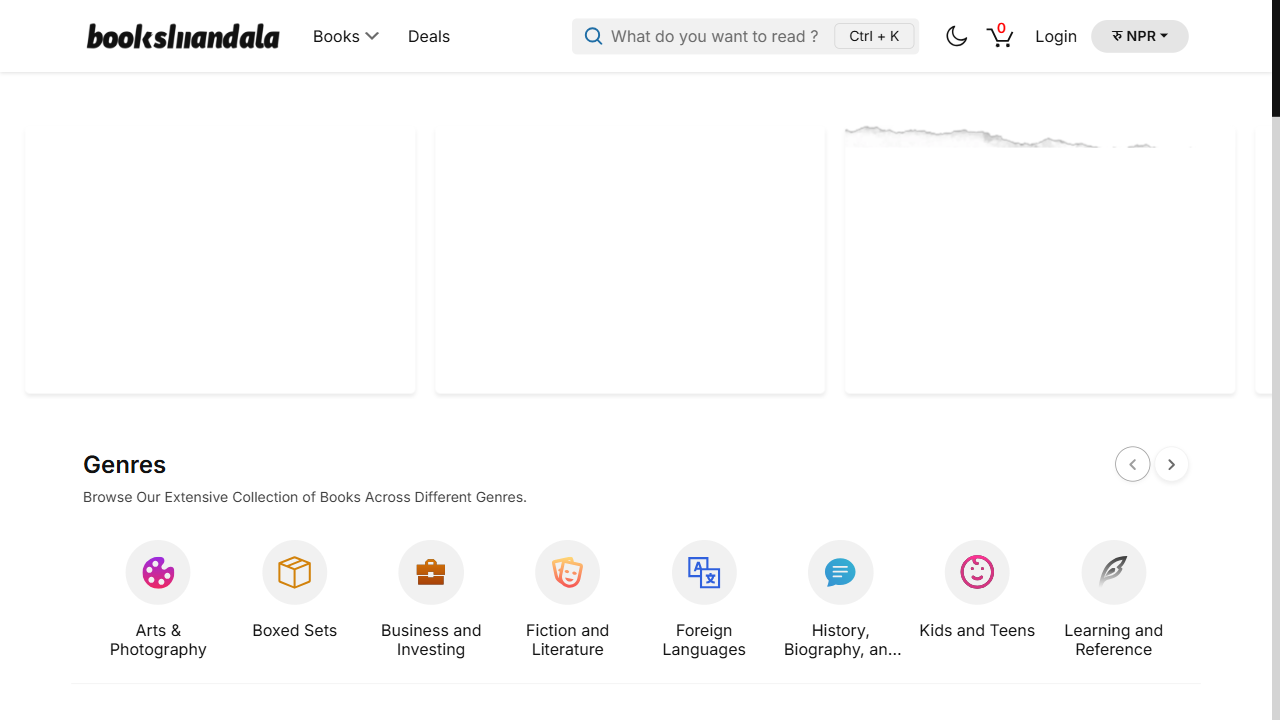 booksmandala
Books
Deals
What do you want to read ?
Ctrl + K
0
Login
रु NPR
Genres
Browse Our Extensive Collection of Books Across Different Genres.
Arts &
Photography
Boxed Sets
Business and
Investing
Fiction and
Literature
Foreign
Languages
History,
Biography, an...
Kids and Teens
Learning and
Reference